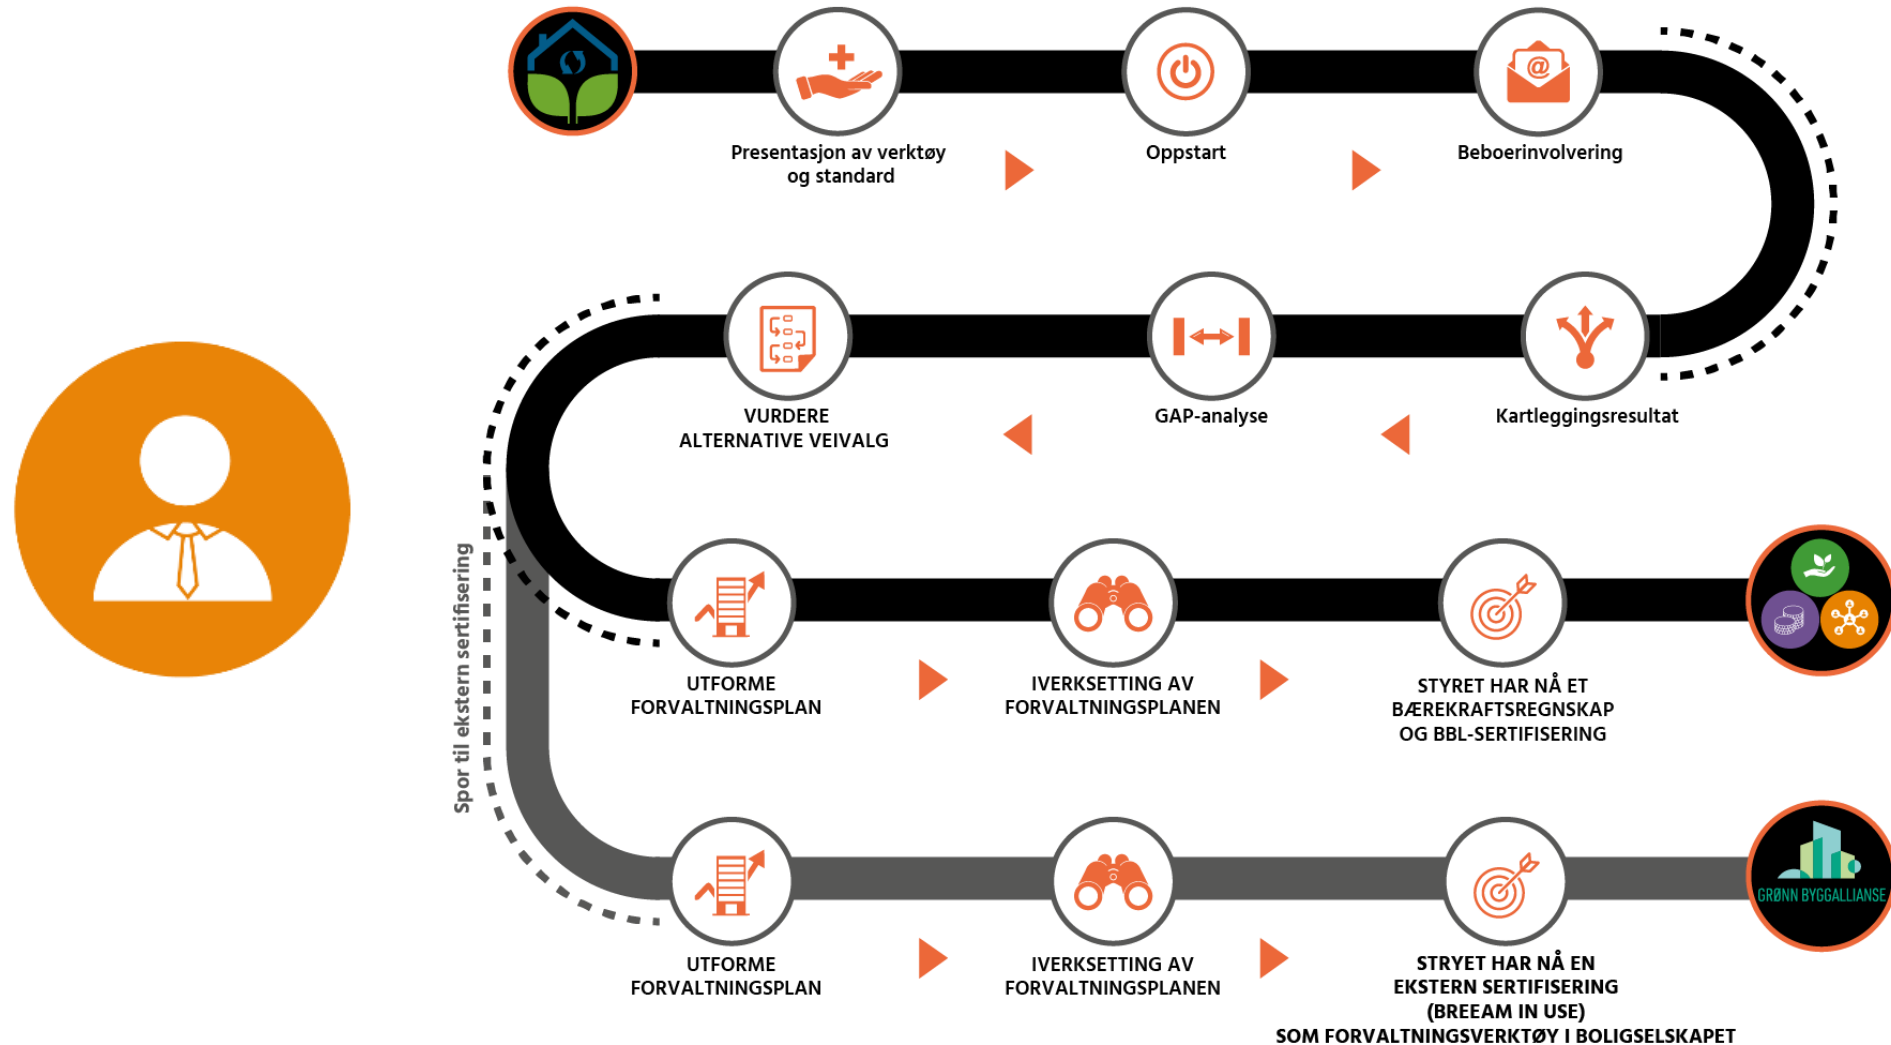 Presentasjon av verktøy
og standard
Oppstart
Beboerinvolvering
@
VURDERE
ALTERNATIVE VEIVALG
GAP-analyse
Kartleggingsresultat
Spor til ekstern sertifisering
UTFORME
FORVALTNINGSPLAN
IVERKSETTING AV
FORVALTNINGSPLANEN
STYRET HAR NÅ ET
BÆREKRAFTSREGNSKAP
OG BBL-SERTIFISERING
GRØNN BYGGALLIANSE
UTFORME
FORVALTNINGSPLAN
IVERKSETTING AV
FORVALTNINGSPLANEN
STRYET HAR NÅ EN
EKSTERN SERTIFISERING
(BREEAM IN USE)
SOM FORVALTNINGSVERKTØY I BOLIGSELSKAPET